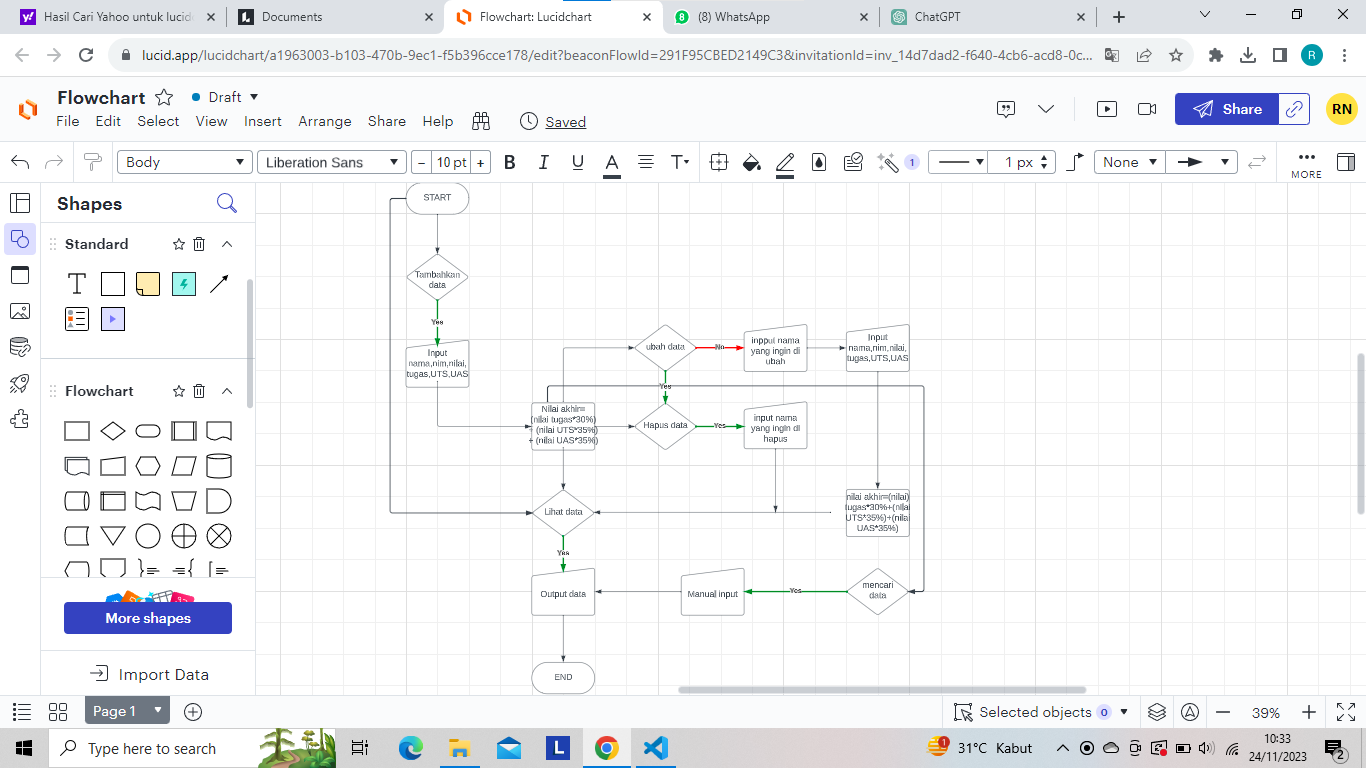 Hasil Cari Yahoo untuk lucid
Documents
Flowchart: Lucidchart
(8) WhatsApp
ChatGPT
lucid.app/lucidchart/a1963003-b103-470b-9ec1-f5b396cce178/edit?beaconFlowId=291F95CBED2149C3&invitationId=inv_14d7dad2-f640-4cb6-acd8-0c...
R
Flowchart
Draft
File Edit Select View Insert Arrange Share Help
Saved
Share
RN
Body
Liberation Sans
- 10 pt +
B I U A T
1
1 px
None
MORE
Shapes
Standard
T
Flowchart
More shapes
Import Data
START
Tambahkan
data
Yes
Input
nama,nim,nilai,
tugas,UTS,UAS
ubah data
No
inpput nama
yang ingin di
ubah
Input
nama,nim,nilai,
tugas,UTS,UAS
Yes
Nilai akhir=
(nilai tugas*30%)
+ (nilai UTS*35%)
+ (nilai UAS*35%)
Hapus data
Yes
input nama
yang ingin di
hapus
Lihat data
nilai akhir=(nilai)
tugas*30%+(nilai
UTS*35%)+(nilai
UAS*35%)
Yes
Output data
Manual input
Yes
mencari
data
END
Page 1
Selected objects 0
39%
Type here to search
L
1
31°C Kabut
10:33
24/11/2023
2